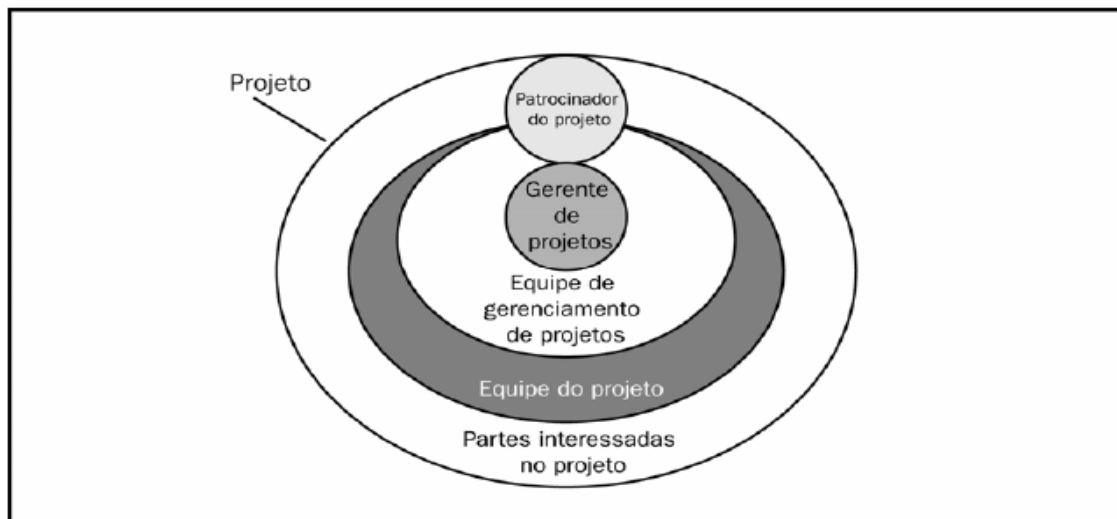 Projeto
Patrocinador
do projeto
Gerente
de
projetos
Equipe de
gerenciamento
de projetos
Equipe do projeto
Partes interessadas
no projeto